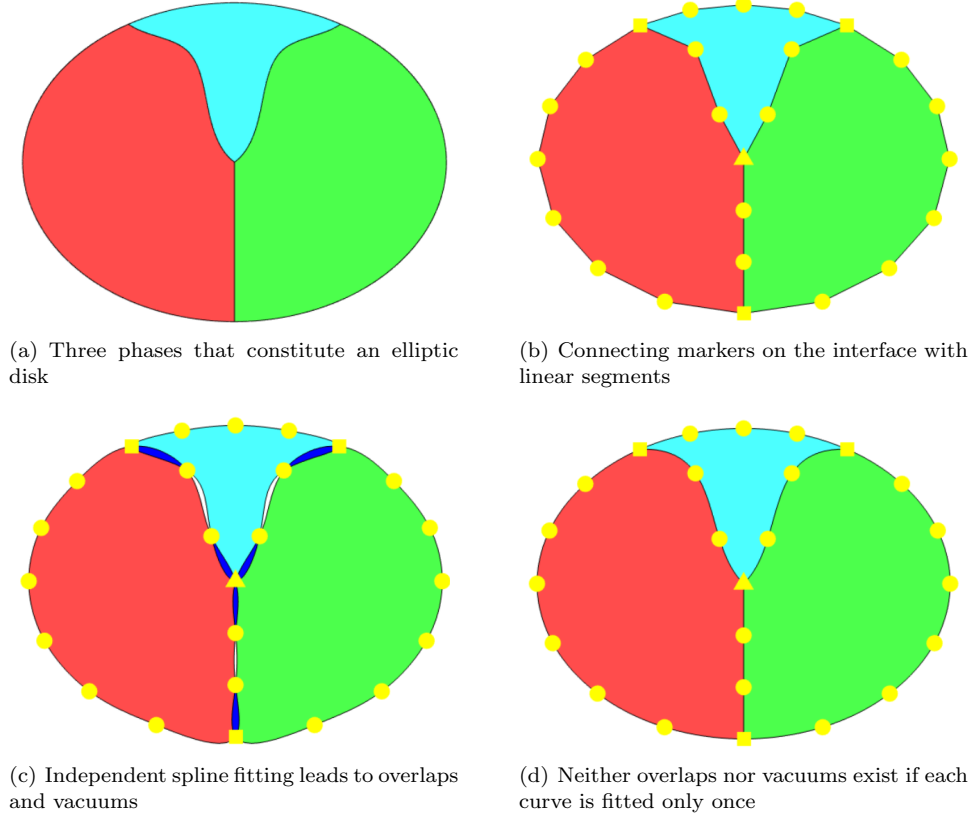 (a) Three phases that constitute an elliptic
disk
(b) Connecting markers on the interface with
linear segments
(c) Independent spline fitting leads to overlaps
and vacuums
(d) Neither overlaps nor vacuums exist if each
curve is fitted only once